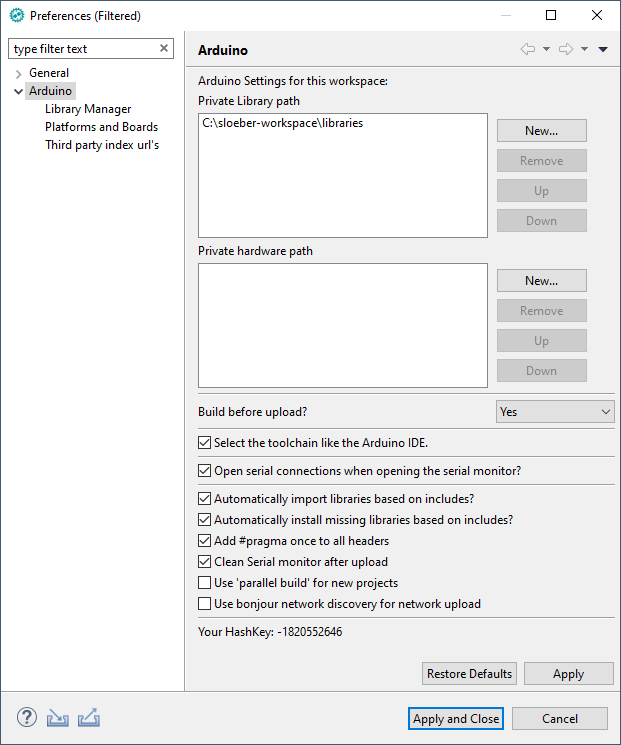 Preferences (Filtered)
type filter text
General
Arduino
Library Manager
Platforms and Boards
Third party index url's
Arduino
Arduino Settings for this workspace:
Private Library path
C:\sloeber-workspace\libraries
New...
Remove
Up
Down
Private hardware path
New...
Remove
Up
Down
Build before upload?
Yes
Select the toolchain like the Arduino IDE.
Open serial connections when opening the serial monitor?
Automatically import libraries based on includes?
Automatically install missing libraries based on includes?
Add #pragma once to all headers
Clean Serial monitor after upload
Use 'parallel build' for new projects
Use bonjour network discovery for network upload
Your HashKey: -1820552646
Restore Defaults
Apply
Apply and Close
Cancel